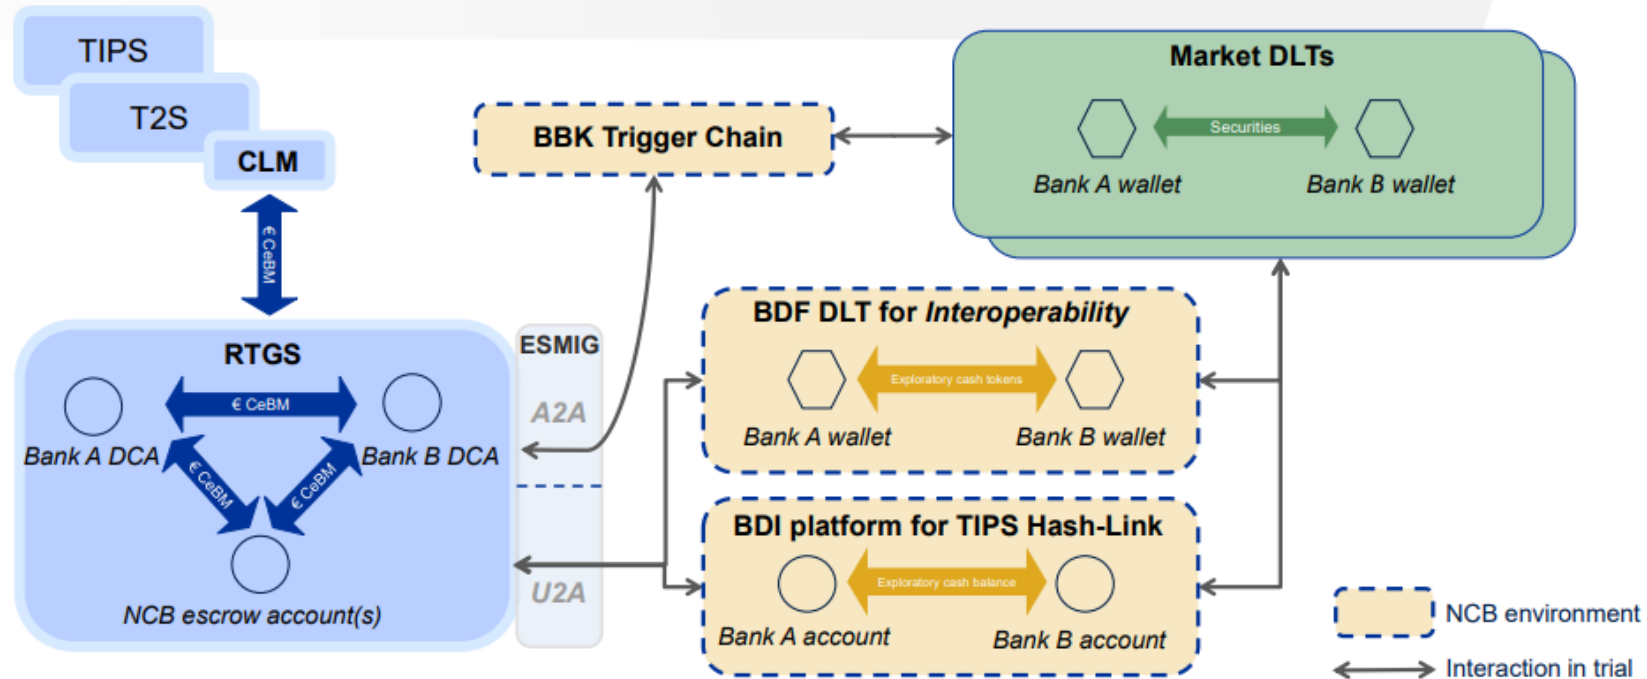 TIPS
T2S
CLM
€ CeBM
RTGS
€ CeBM
Bank A DCA
Bank B DCA
€ CeBM
€ CeBM
NCB escrow account(s)
ESMIG
A2A
U2A
BBK Trigger Chain
Market DLTs
Securities
Bank A wallet
Bank B wallet
BDF DLT for Interoperability
Exploratory cash tokens
Bank A wallet
Bank B wallet
BDI platform for TIPS Hash-Link
Exploratory cash balance
Bank A account
Bank B account
NCB environment
Interaction in trial